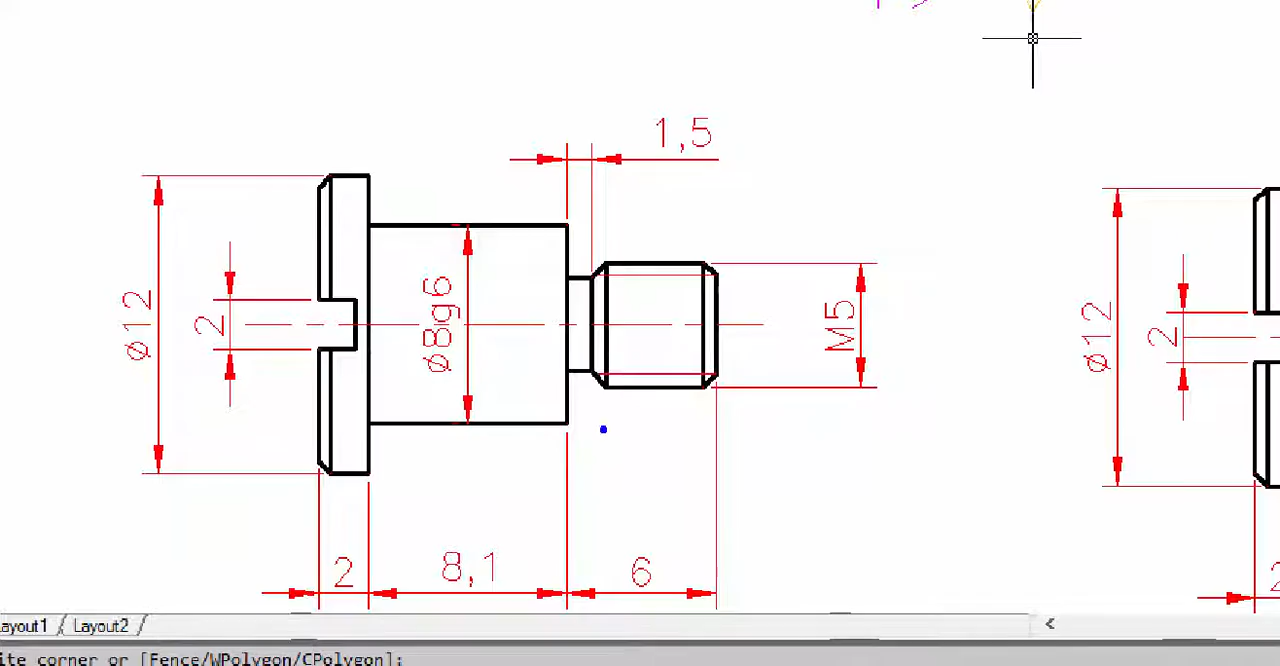 1,5
ø12
2
ø8g6
M5
ø12
2
2
8,1
6
Layout1
Layout2
<
ite corner or [Fence/WPolygon/CPolygon]: